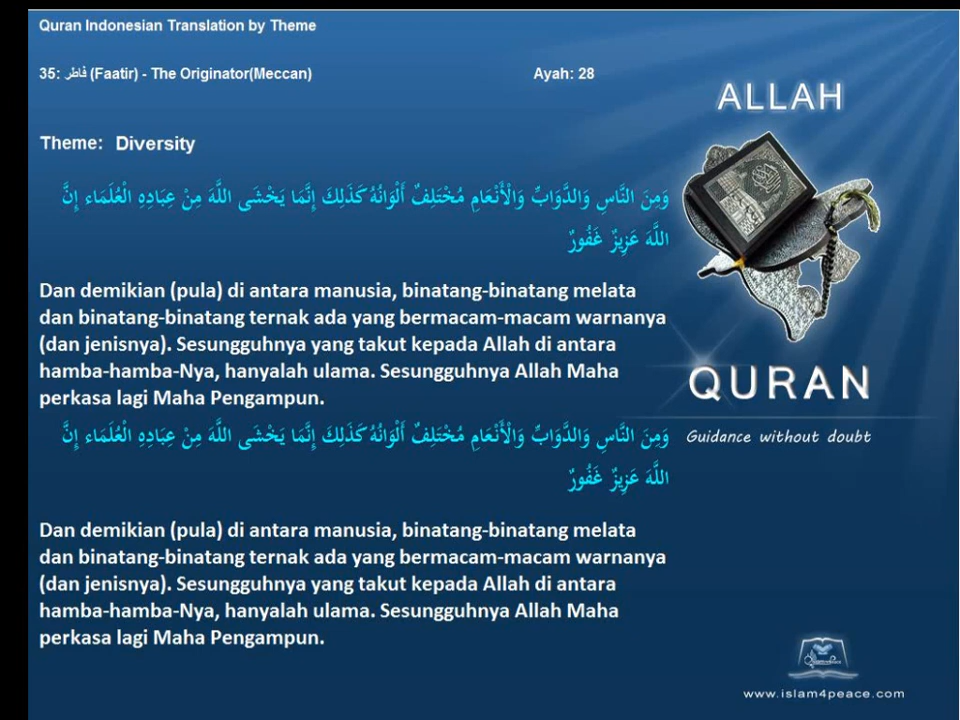 Quran Indonesian Translation by Theme
35: فاطر (Faatir) - The Originator(Meccan) Ayah: 28
Theme: Diversity
وَمِنَ النَّاسِ وَالدَّوَابِّ وَالْأَنْعَامِ مُخْتَلِفٌ أَلْوَانُهُ كَذَلِكَ إِنَّمَا يَخْشَى اللَّهَ مِنْ عِبَادِهِ الْعُلَمَاء إِنَّ
اللَّهَ عَزِيزٌ غَفُورٌ
Dan demikian (pula) di antara manusia, binatang-binatang melata
dan binatang-binatang ternak ada yang bermacam-macam warnanya
(dan jenisnya). Sesungguhnya yang takut kepada Allah di antara
hamba-hamba-Nya, hanyalah ulama. Sesungguhnya Allah Maha
perkasa lagi Maha Pengampun.
وَمِنَ النَّاسِ وَالدَّوَابِّ وَالْأَنْعَامِ مُخْتَلِفٌ أَلْوَانُهُ كَذَلِكَ إِنَّمَا يَخْشَى اللَّهَ مِنْ عِبَادِهِ الْعُلَمَاء إِنَّ
اللَّهَ عَزِيزٌ غَفُورٌ
Dan demikian (pula) di antara manusia, binatang-binatang melata
dan binatang-binatang ternak ada yang bermacam-macam warnanya
(dan jenisnya). Sesungguhnya yang takut kepada Allah di antara
hamba-hamba-Nya, hanyalah ulama. Sesungguhnya Allah Maha
perkasa lagi Maha Pengampun.
ALLAH
QURAN
Guidance without doubt
www.islam4peace.com